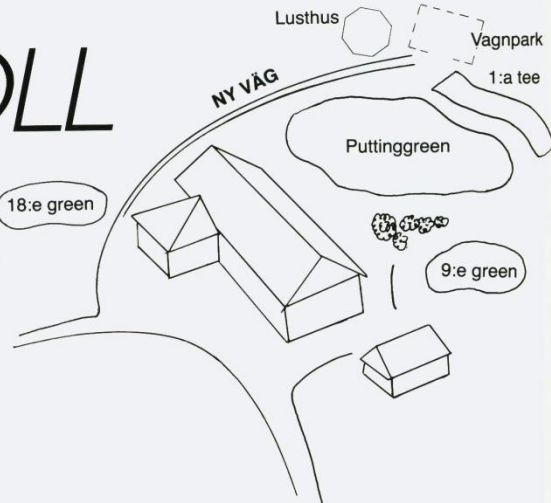 OLL
Lusthus
Vagnpark
1:a tee
NY VÄG
Puttinggreen
18:e green
9:e green